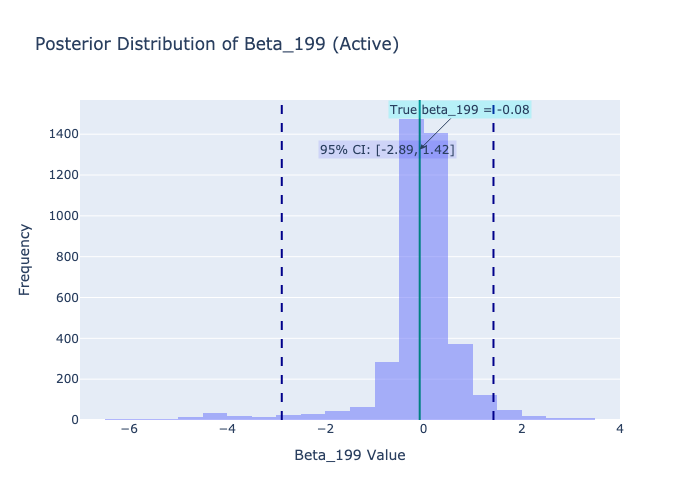 Posterior Distribution of Beta_199 (Active)
True beta_199 = -0.08
95% CI: [-2.89, 1.42]
1400
1200
1000
800
600
400
200
0
Frequency
−6
−4
−2
0
2
4
Beta_199 Value